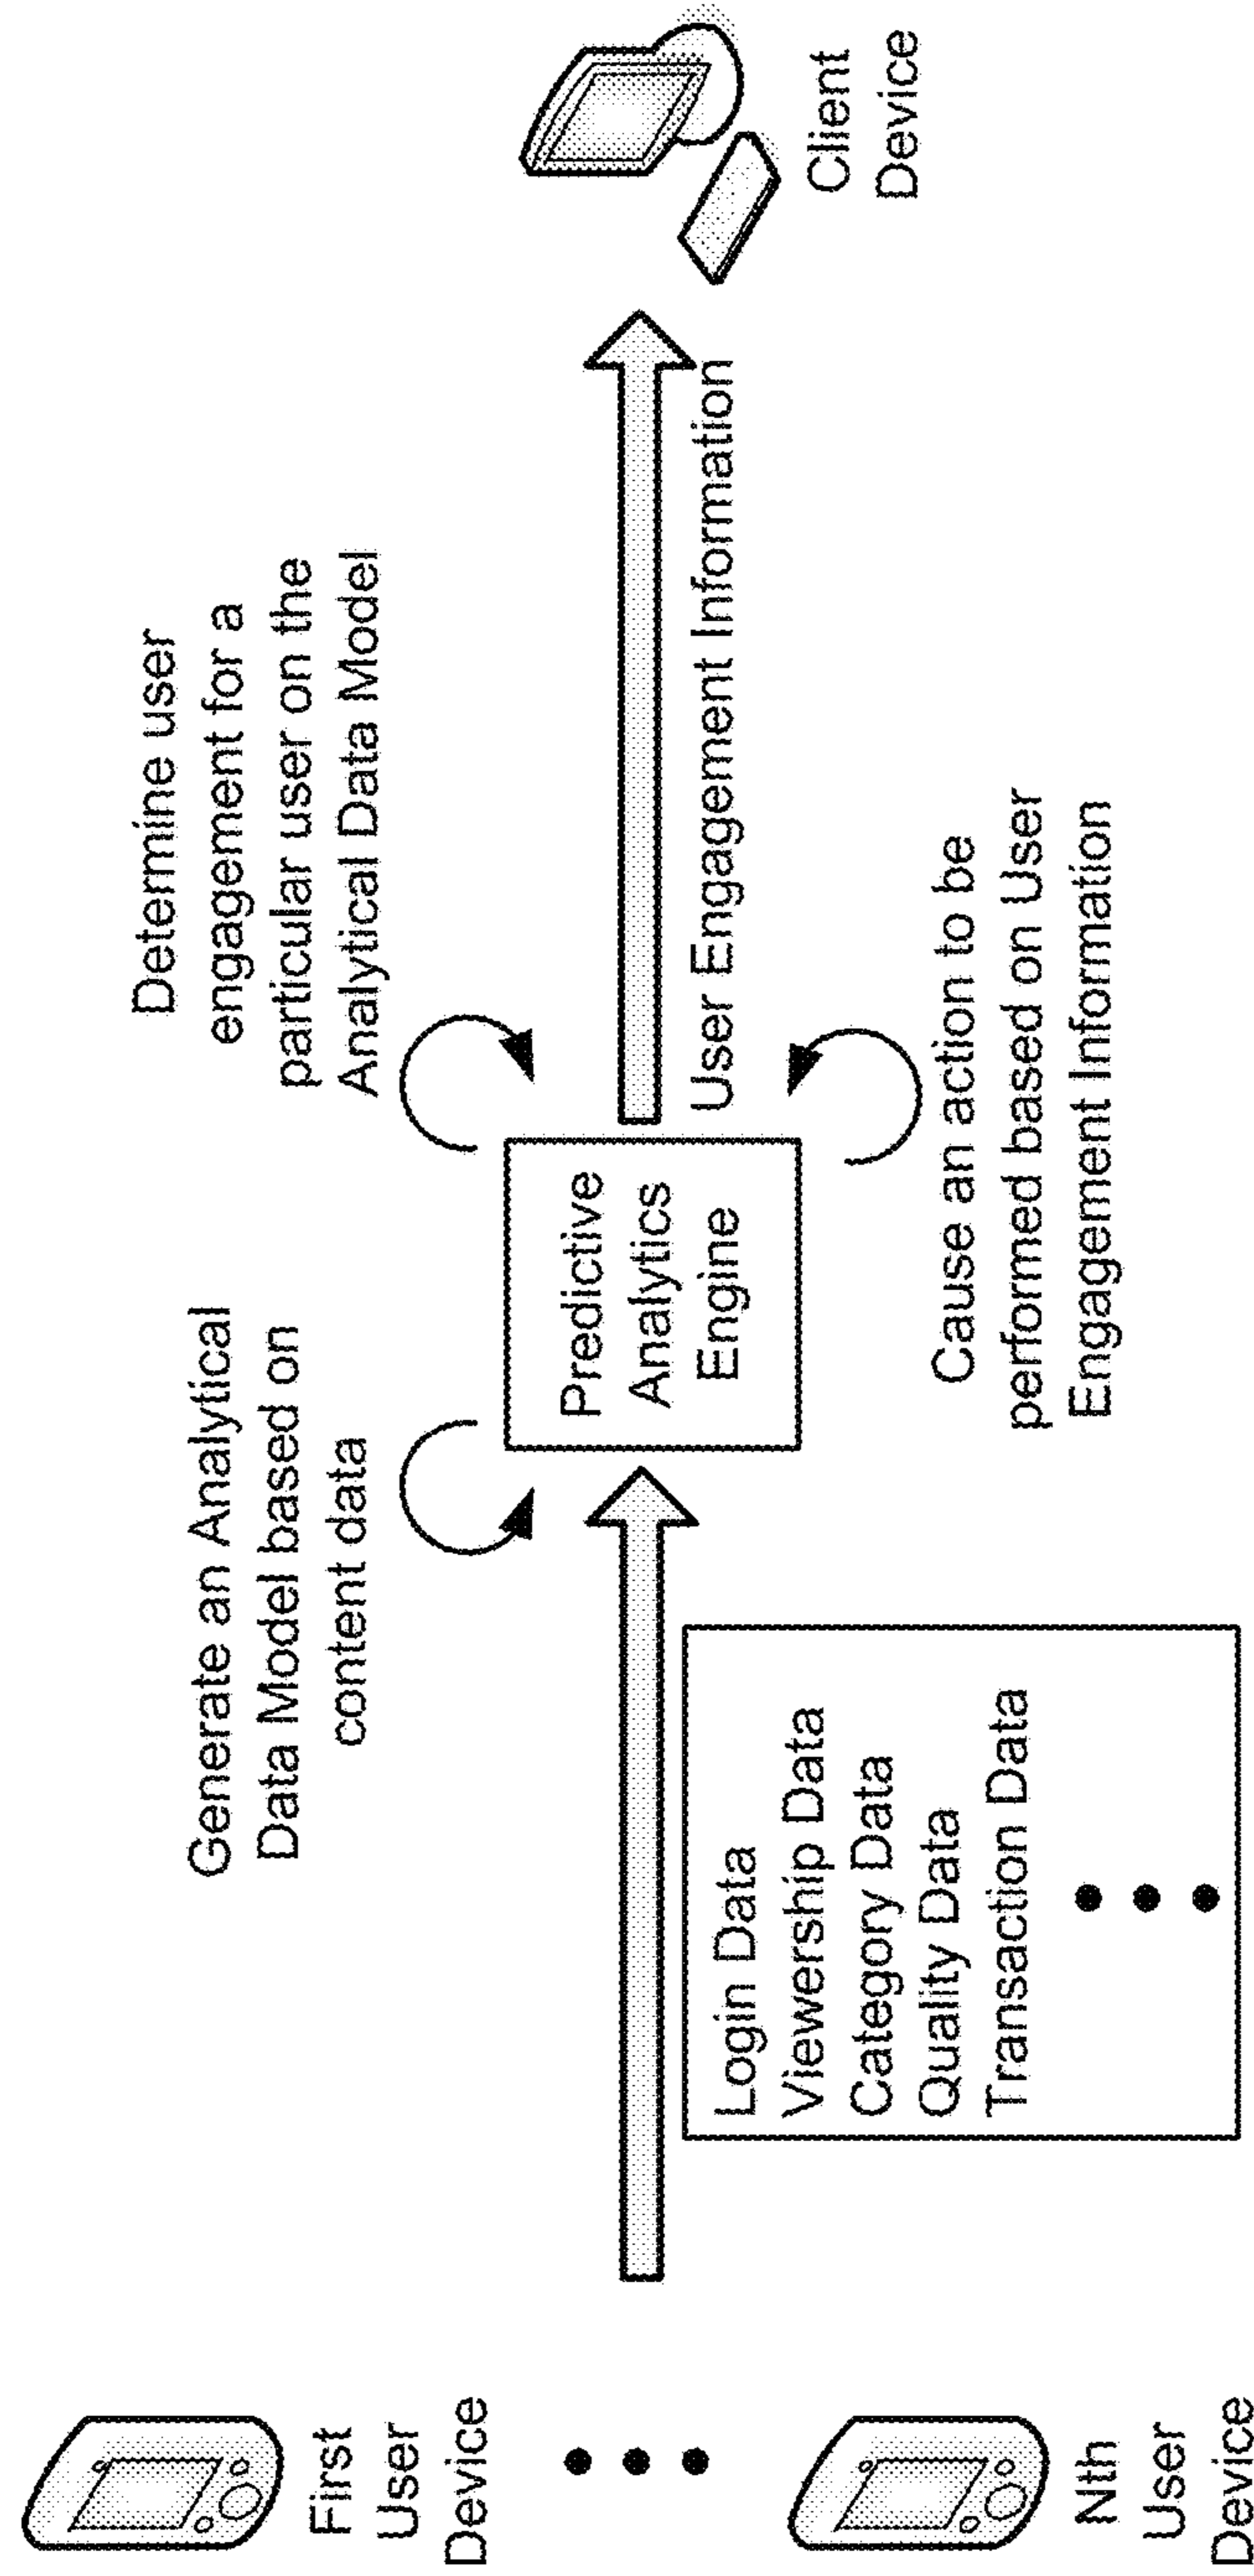 First
User
Device
Nth
User
Device
Generate an Analytical
Data Model based on
content data
Login Data
Viewership Data
Category Data
Quality Data
Transaction Data
Predictive
Analytics
Engine
Determine user
engagement for a
particular user on the
Analytical Data Model
User Engagement Information
Cause an action to be
performed based on User
Engagement Information
Client
Device